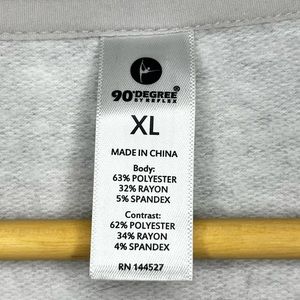 90°DEGREE
BY REFLEX
XL
MADE IN CHINA
Body:
63% POLYESTER
32% RAYON
5% SPANDEX
Contrast:
62% POLYESTER
34% RAYON
4% SPANDEX
RN 144527